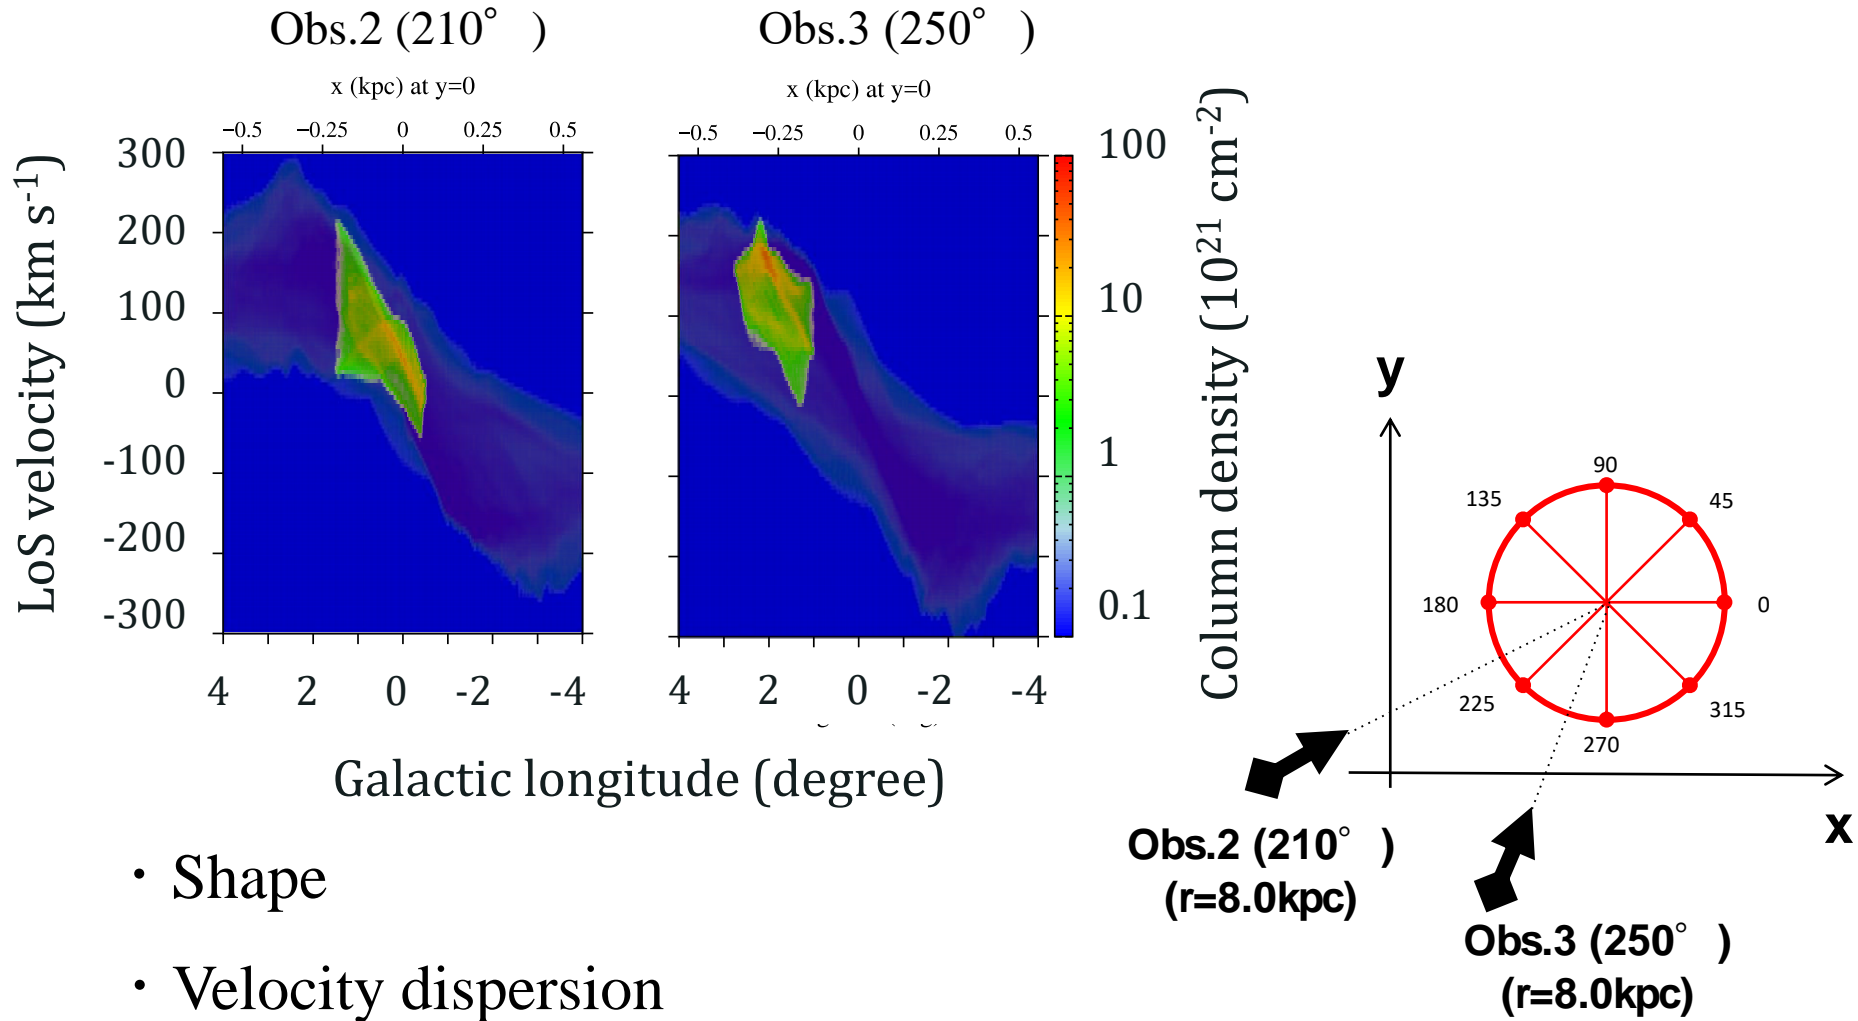 Obs.2 (210° )
Obs.3 (250° )
x (kpc) at y=0
x (kpc) at y=0
−0.5 −0.25 0 0.25 0.5
−0.5 −0.25 0 0.25 0.5
LoS velocity (km s-1)
300
200
100
0
-100
-200
-300
4 2 0 -2 -4
4 2 0 -2 -4
Galactic longitude (degree)
100
10
1
0.1
Column density (10²¹ cm⁻²)
y
90
135
45
180
0
225
315
270
x
Obs.2 (210° )
(r=8.0kpc)
Obs.3 (250° )
(r=8.0kpc)
・Shape
・Velocity dispersion